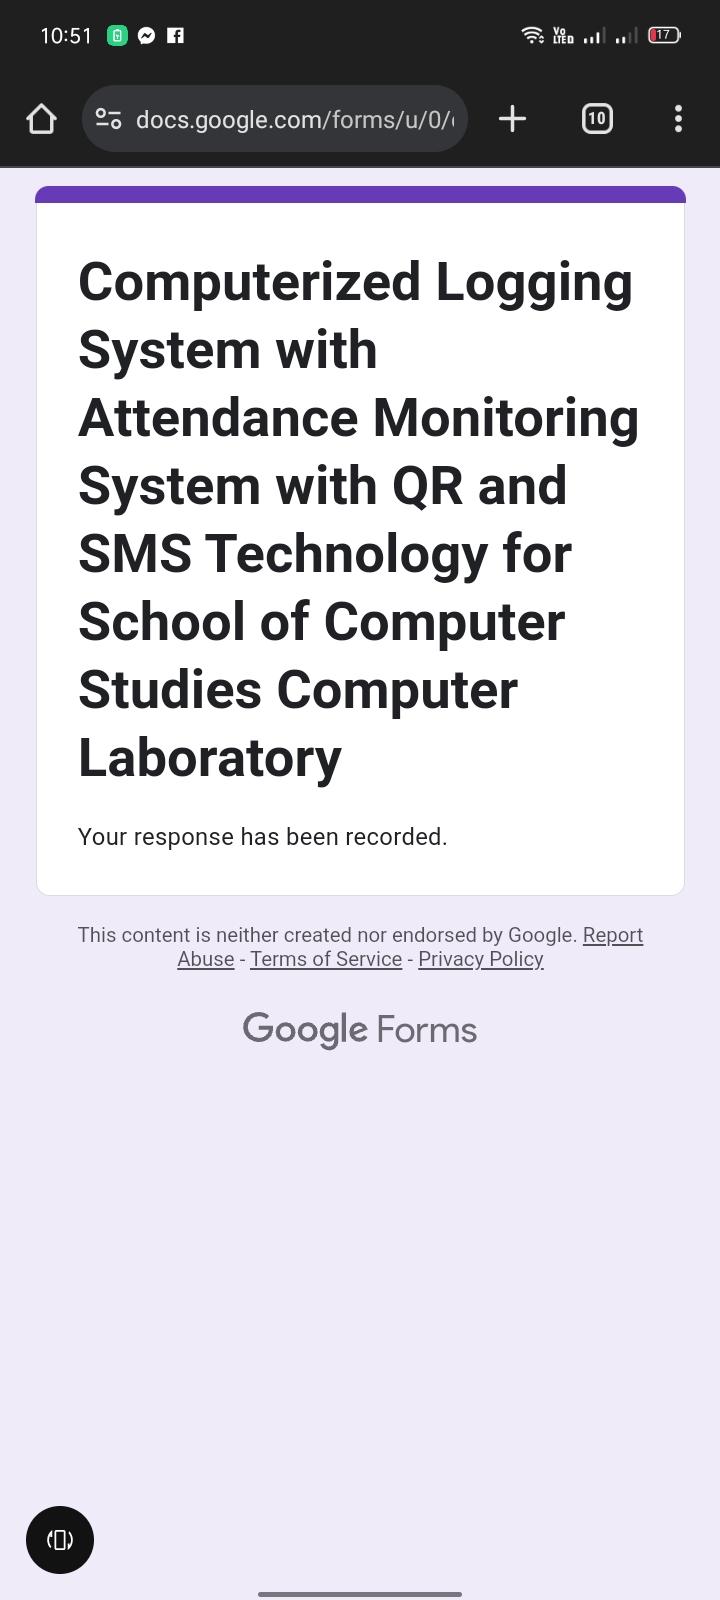 10:51
Vo
LTED
17
docs.google.com/forms/u/0/
10
Computerized Logging
System with
Attendance Monitoring
System with QR and
SMS Technology for
School of Computer
Studies Computer
Laboratory
Your response has been recorded.
This content is neither created nor endorsed by Google. Report
Abuse - Terms of Service - Privacy Policy
Google Forms